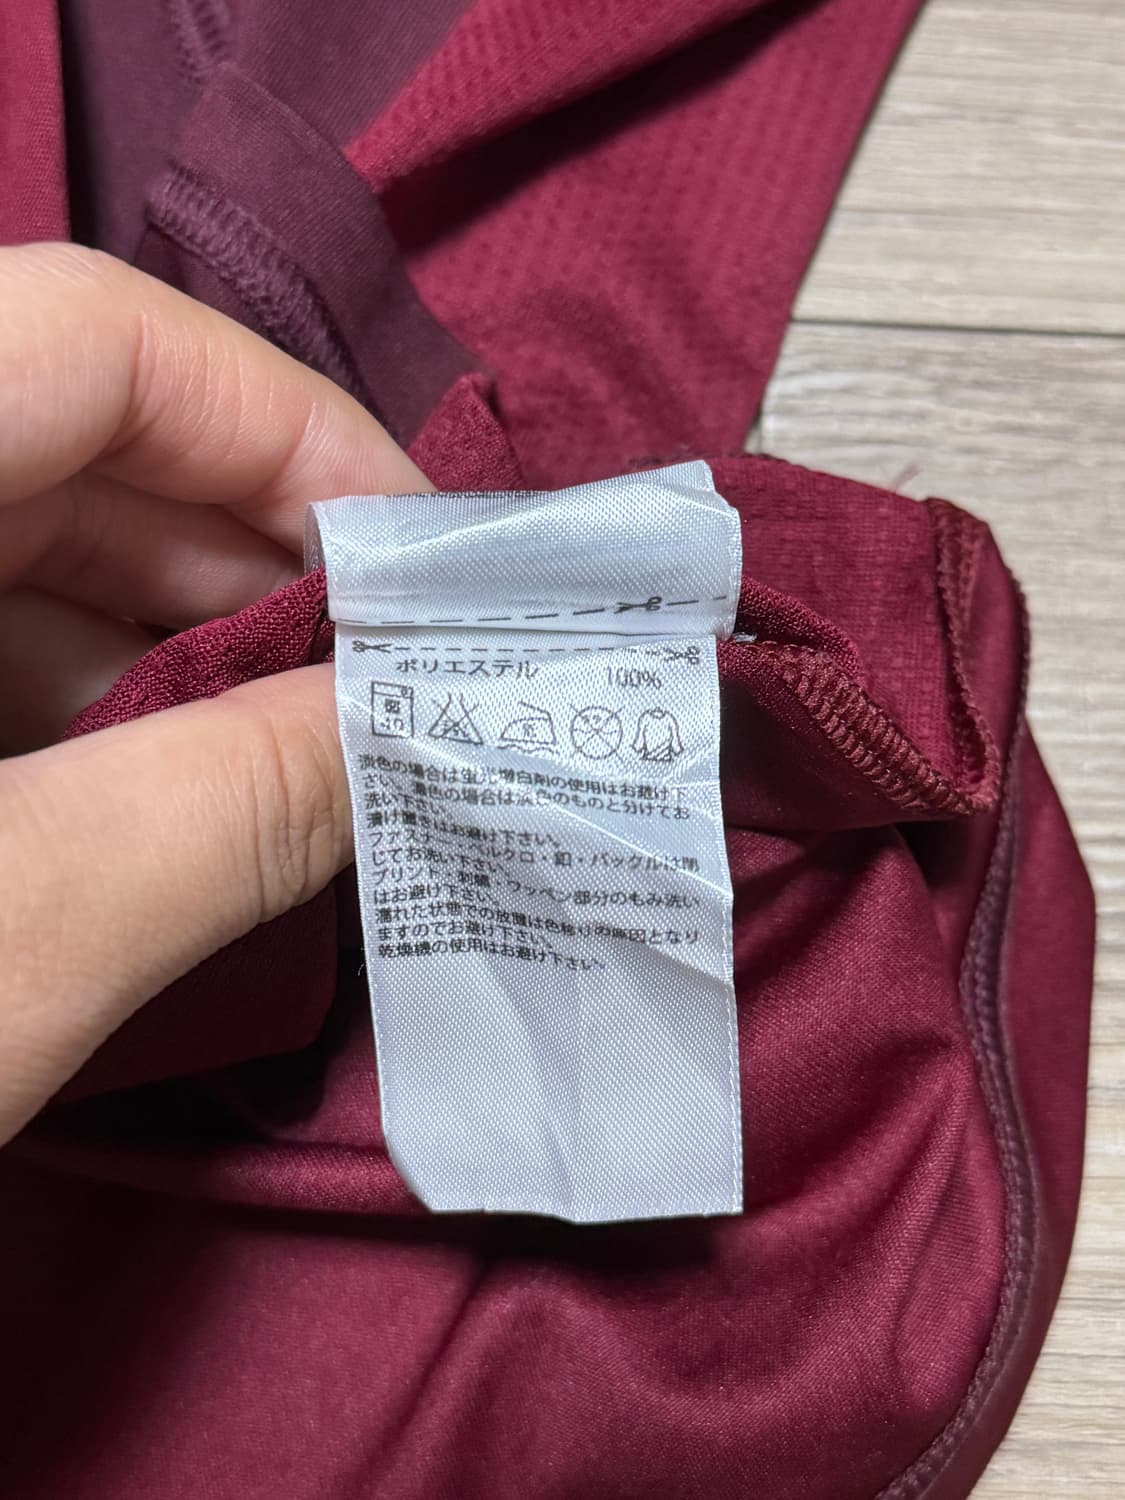 ポリエステル 100%
弱
40
淡色の場合は蛍光増白剤の使用はお避け下
さい。濃色の場合は淡色のものと分けてお
洗い下さい。
漬け置きはお避け下さい。
ファスナー・ベルクロ・釦・バックルは閉
じてお洗い下さい。
プリント・刺繍・ワッペン部分のもみ洗い
はお避け下さい。
濡れた状態での放置は色移りの原因となり
ますのでお避け下さい。
乾燥機の使用はお避け下さい。